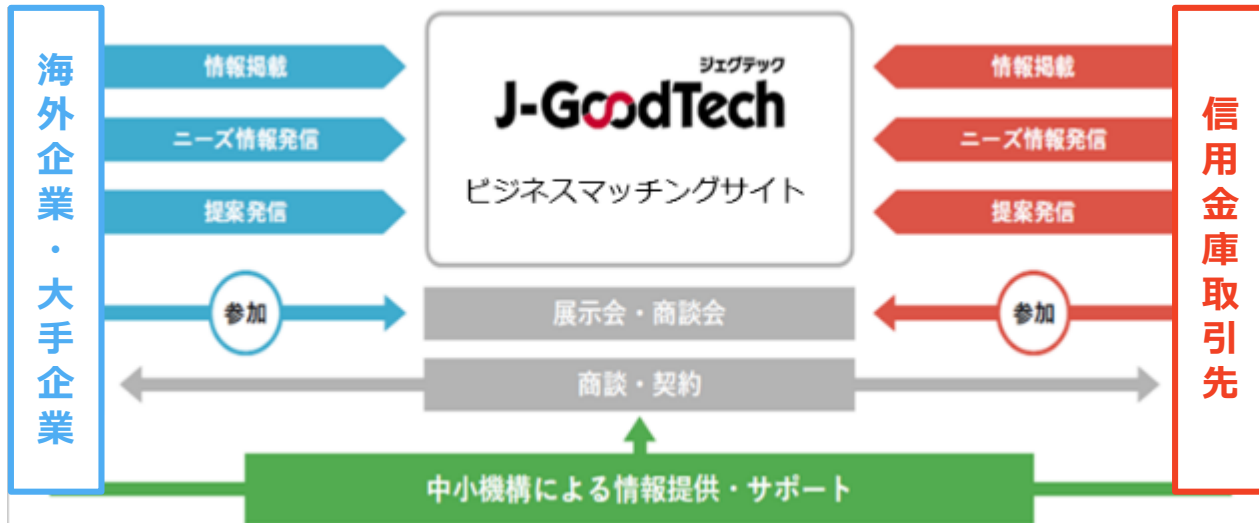 海外企業・大手企業
情報掲載
ニーズ情報発信
提案発信
参加
ジェグテック
J-GoodTech
ビジネスマッチングサイト
展示会・商談会
商談・契約
情報掲載
ニーズ情報発信
提案発信
参加
信用金庫取引先
中小機構による情報提供・サポート